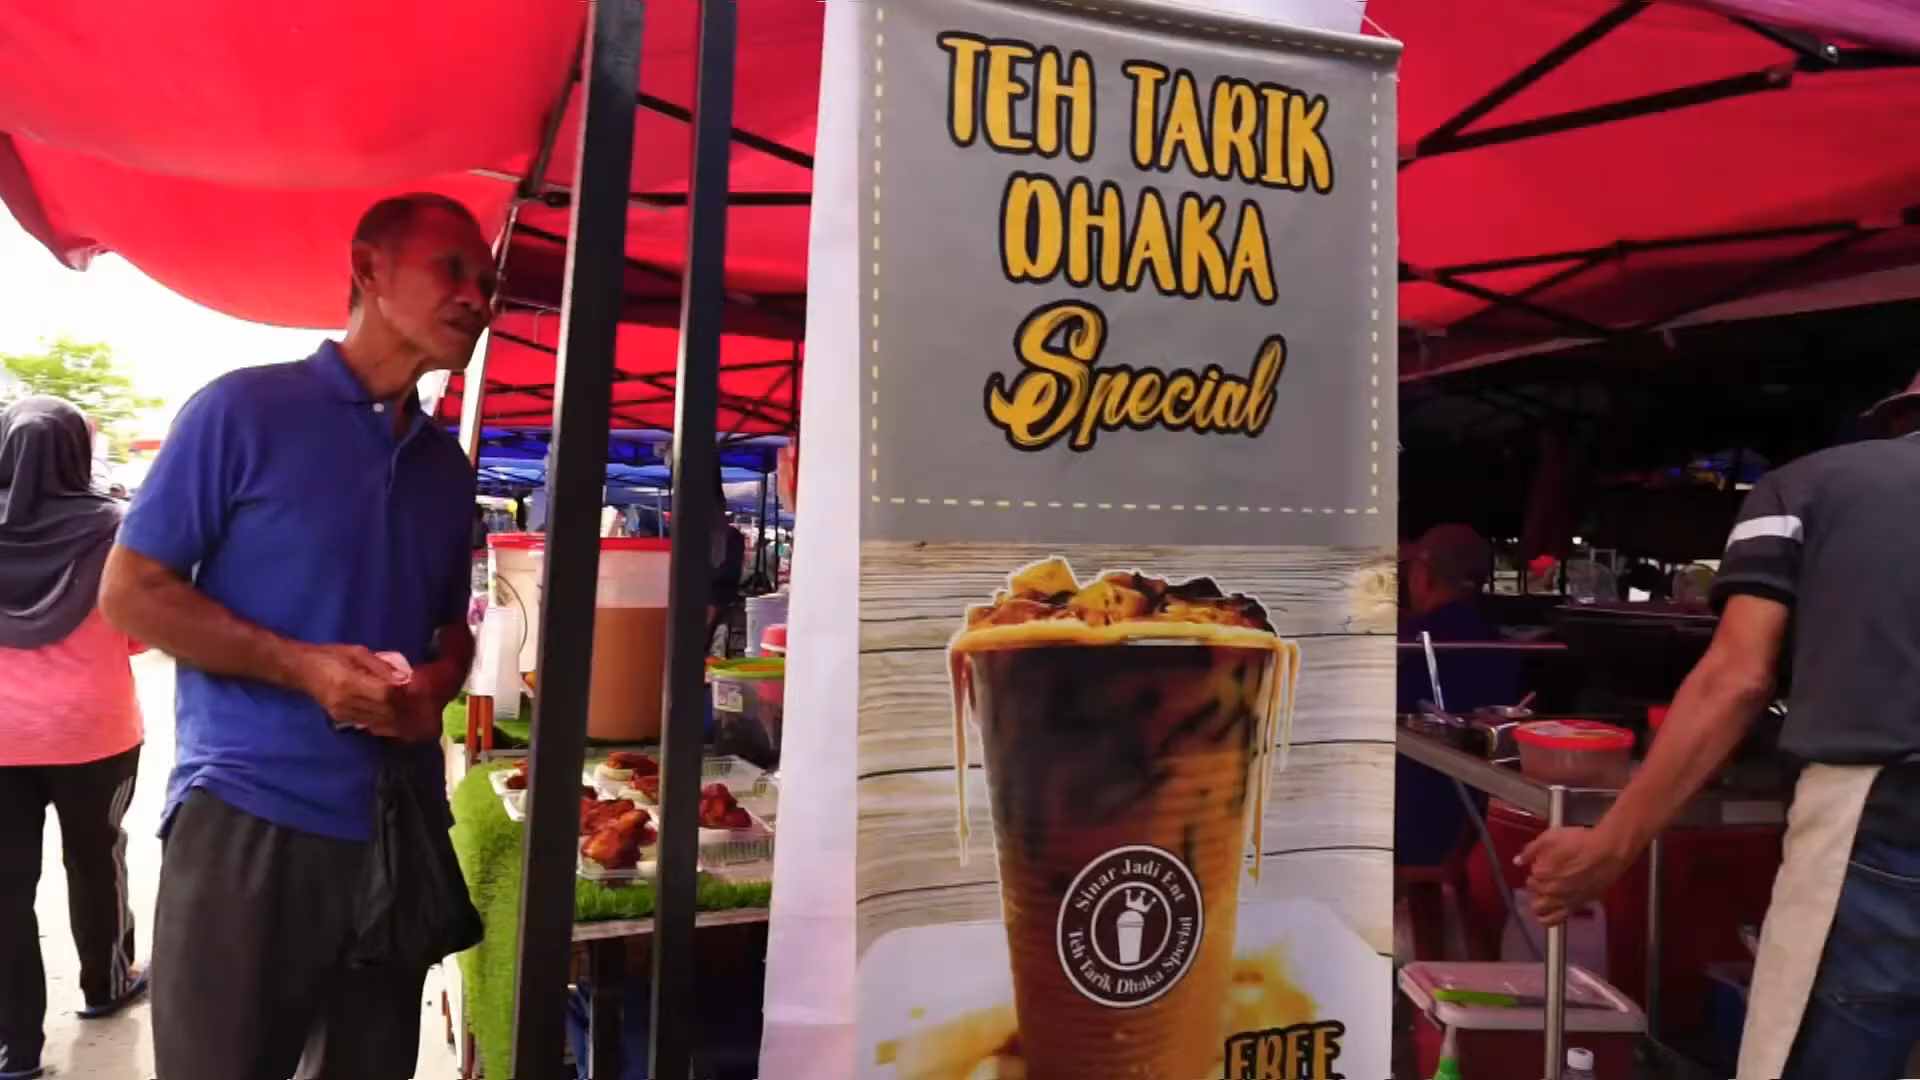 TEH TARIK
DHAKA
Special
Sinar Jadi Ent
Teh Tarik Dhaka Special
FREE